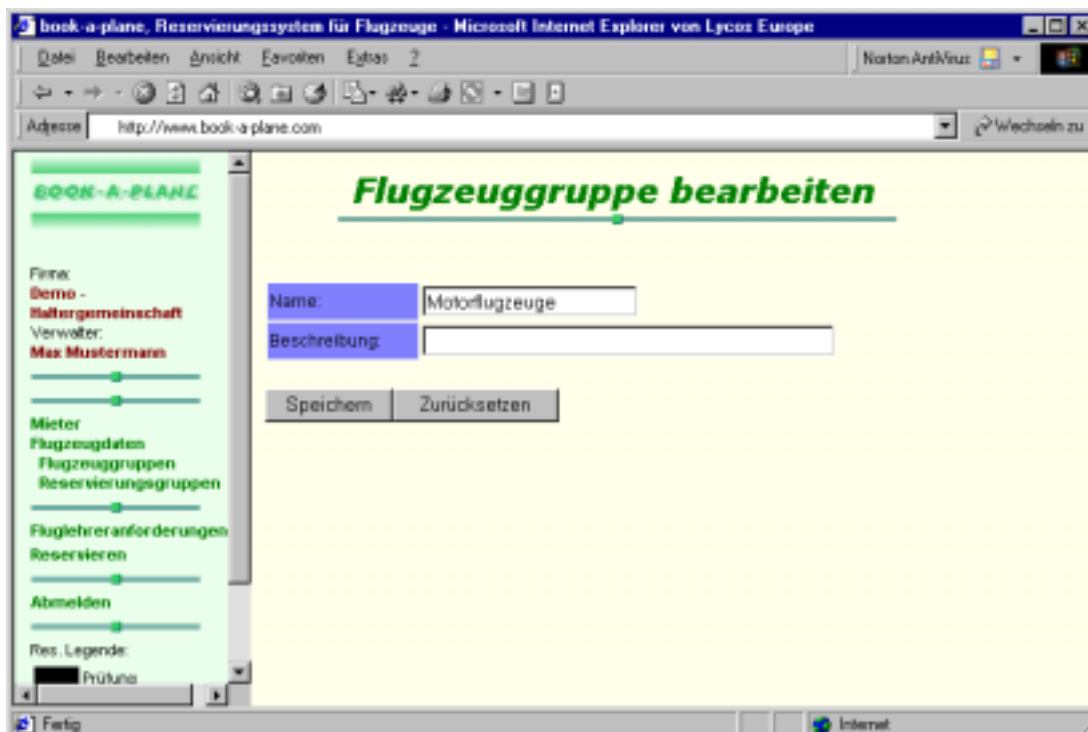 book-a-plane, Reservierungssystem für Flugzeuge - Microsoft Internet Explorer von Lycos Europe
Datei Bearbeiten Ansicht Favoriten Extras ? Norton AntiVirus
Adresse http://www.book-a-plane.com Wechseln zu
BOOK-A-PLANE
Flugzeuggruppe bearbeiten
Firma:
Demo -
Haltergemeinschaft
Verwalter:
Max Mustermann
Mieter
Flugzeugdaten
Flugzeuggruppen
Reservierungsgruppen
Fluglehreranforderungen
Reservieren
Abmelden
Res. Legende:
Prüfung
Name: Motorflugzeuge
Beschreibung:
Speichern Zurücksetzen
Fertig Internet